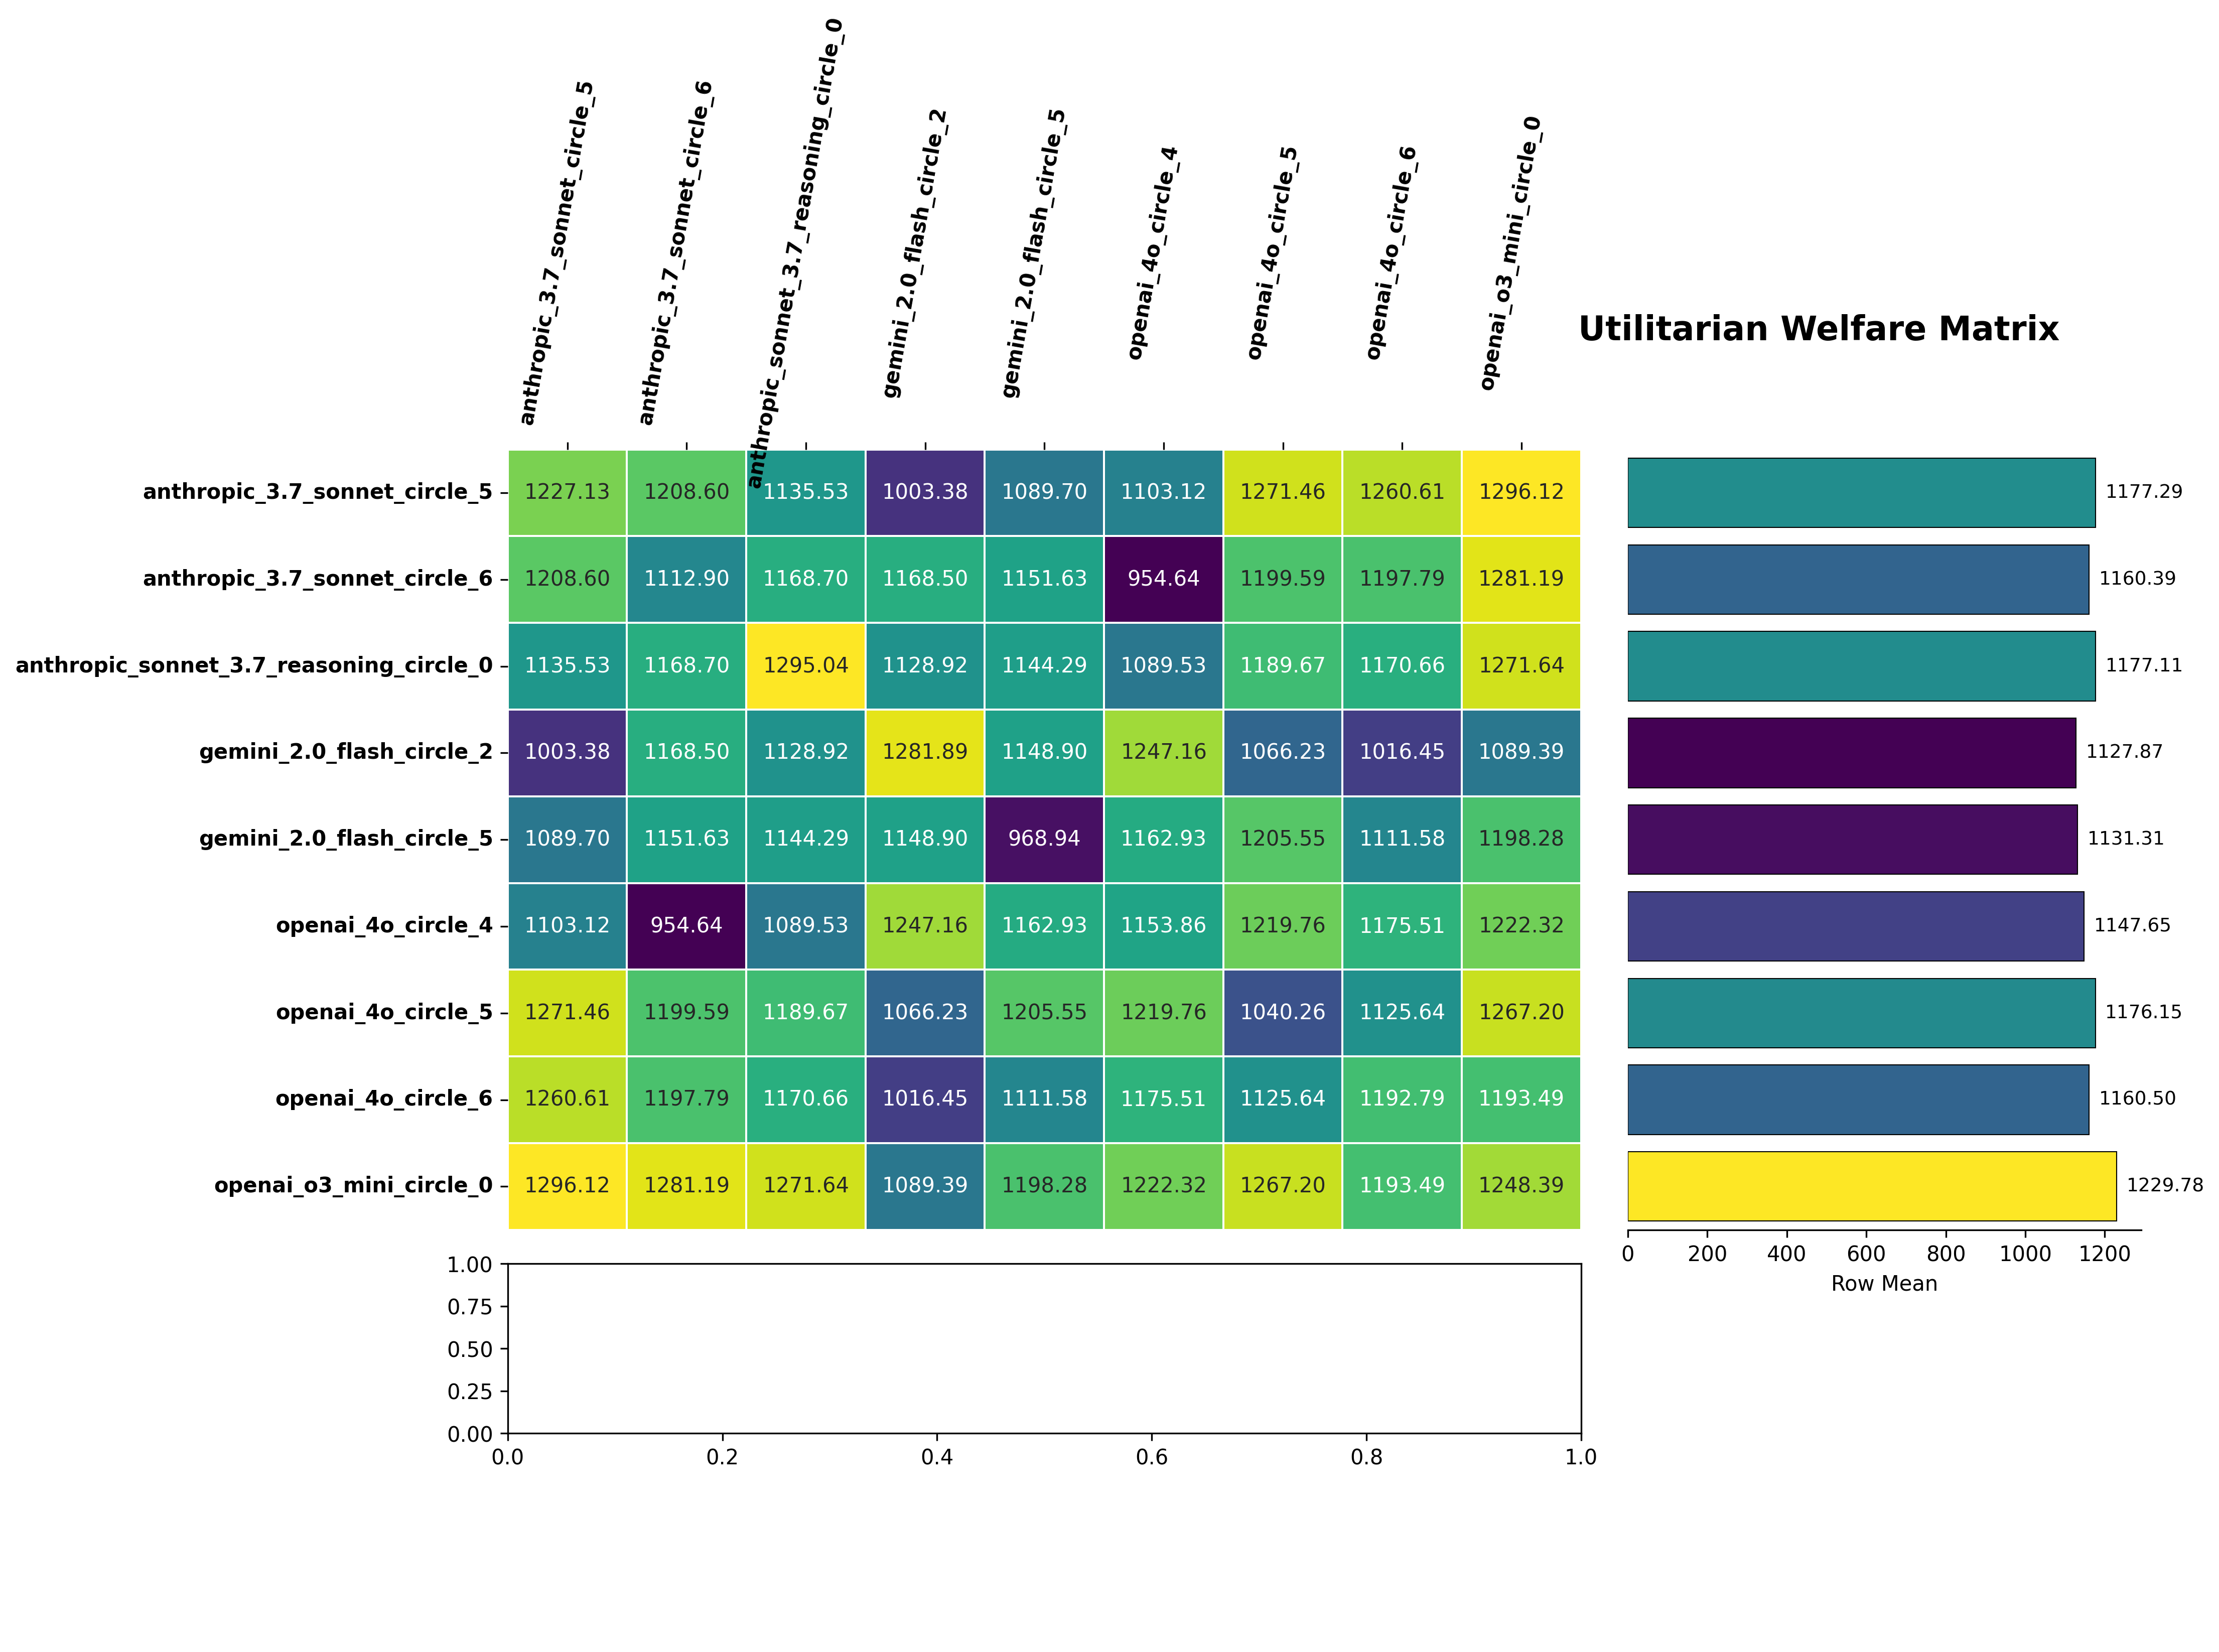 anthropic_3.7_sonnet_circle_5
anthropic_3.7_sonnet_circle_6
anthropic_sonnet_3.7_reasoning_circle_0
gemini_2.0_flash_circle_2
gemini_2.0_flash_circle_5
openai_4o_circle_4
openai_4o_circle_5
openai_4o_circle_6
openai_o3_mini_circle_0
Utilitarian Welfare Matrix
anthropic_3.7_sonnet_circle_5 1227.13 1208.60 1135.53 1003.38 1089.70 1103.12 1271.46 1260.61 1296.12 1177.29
anthropic_3.7_sonnet_circle_6 1208.60 1112.90 1168.70 1168.50 1151.63 954.64 1199.59 1197.79 1281.19 1160.39
anthropic_sonnet_3.7_reasoning_circle_0 1135.53 1168.70 1295.04 1128.92 1144.29 1089.53 1189.67 1170.66 1271.64 1177.11
gemini_2.0_flash_circle_2 1003.38 1168.50 1128.92 1281.89 1148.90 1247.16 1066.23 1016.45 1089.39 1127.87
gemini_2.0_flash_circle_5 1089.70 1151.63 1144.29 1148.90 968.94 1162.93 1205.55 1111.58 1198.28 1131.31
openai_4o_circle_4 1103.12 954.64 1089.53 1247.16 1162.93 1153.86 1219.76 1175.51 1222.32 1147.65
openai_4o_circle_5 1271.46 1199.59 1189.67 1066.23 1205.55 1219.76 1040.26 1125.64 1267.20 1176.15
openai_4o_circle_6 1260.61 1197.79 1170.66 1016.45 1111.58 1175.51 1125.64 1192.79 1193.49 1160.50
openai_o3_mini_circle_0 1296.12 1281.19 1271.64 1089.39 1198.28 1222.32 1267.20 1193.49 1248.39 1229.78
0 200 400 600 800 1000 1200
Row Mean
1.00
0.75
0.50
0.25
0.00
0.0 0.2 0.4 0.6 0.8 1.0